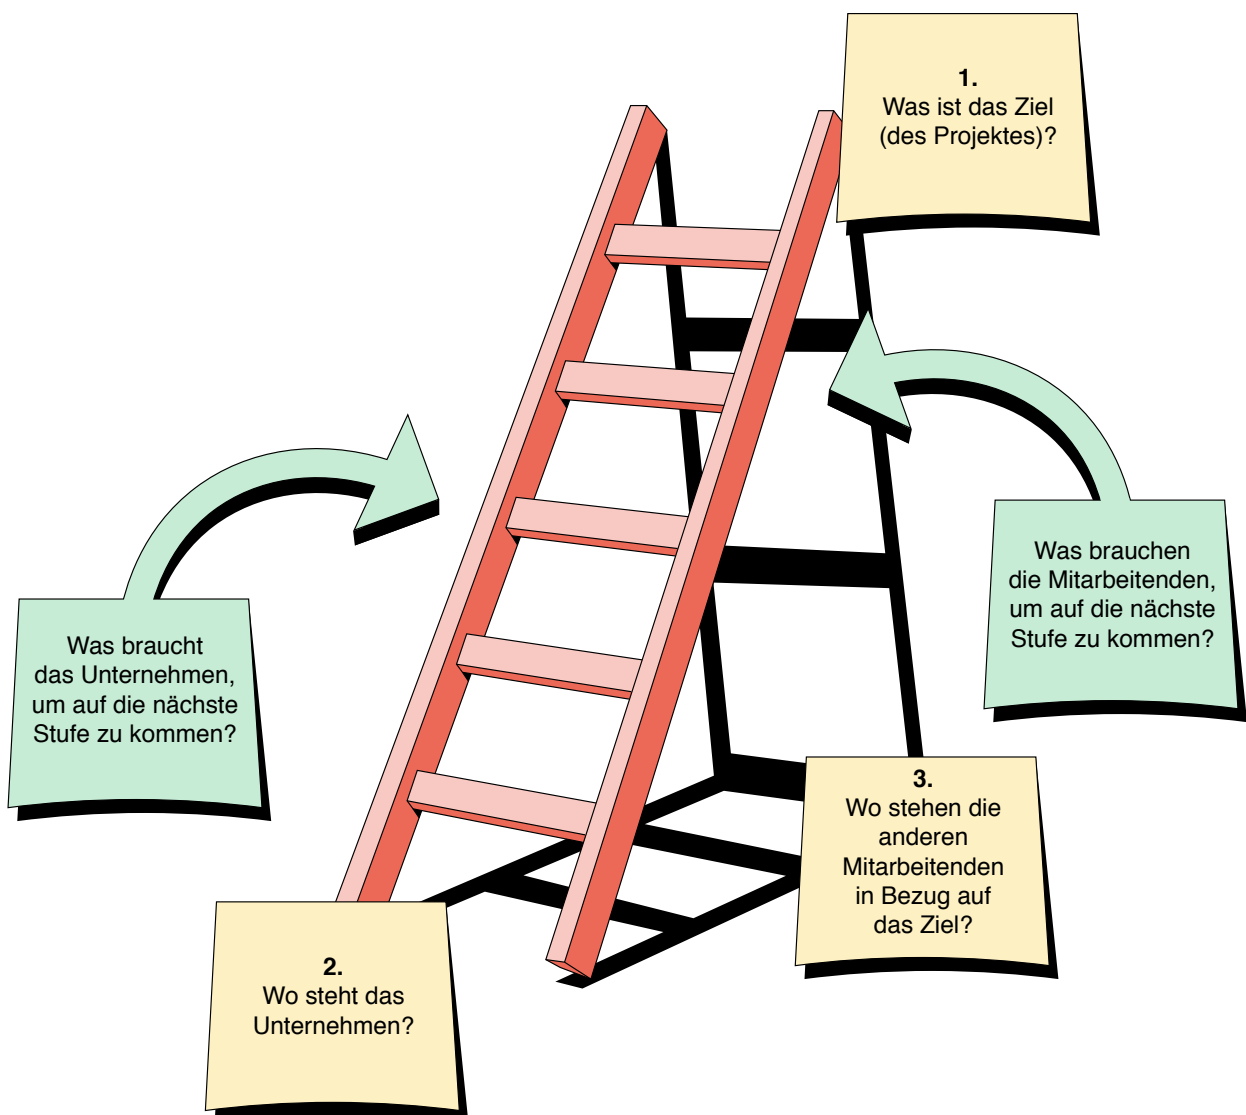 1.
Was ist das Ziel
(des Projektes)?
Was brauchen
die Mitarbeitenden,
um auf die nächste
Stufe zu kommen?
Was braucht
das Unternehmen,
um auf die nächste
Stufe zu kommen?
3.
Wo stehen die
anderen
Mitarbeitenden
in Bezug auf
das Ziel?
2.
Wo steht das
Unternehmen?